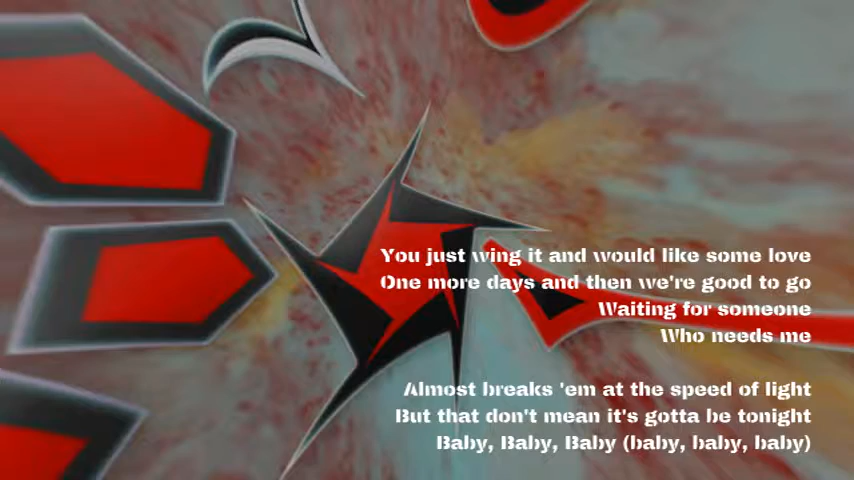 You just wing it and would like some love
One more days and then we're good to go
Waiting for someone
Who needs me
Almost breaks 'em at the speed of light
But that don't mean it's gotta be tonight
Baby, Baby, Baby (baby, baby, baby)